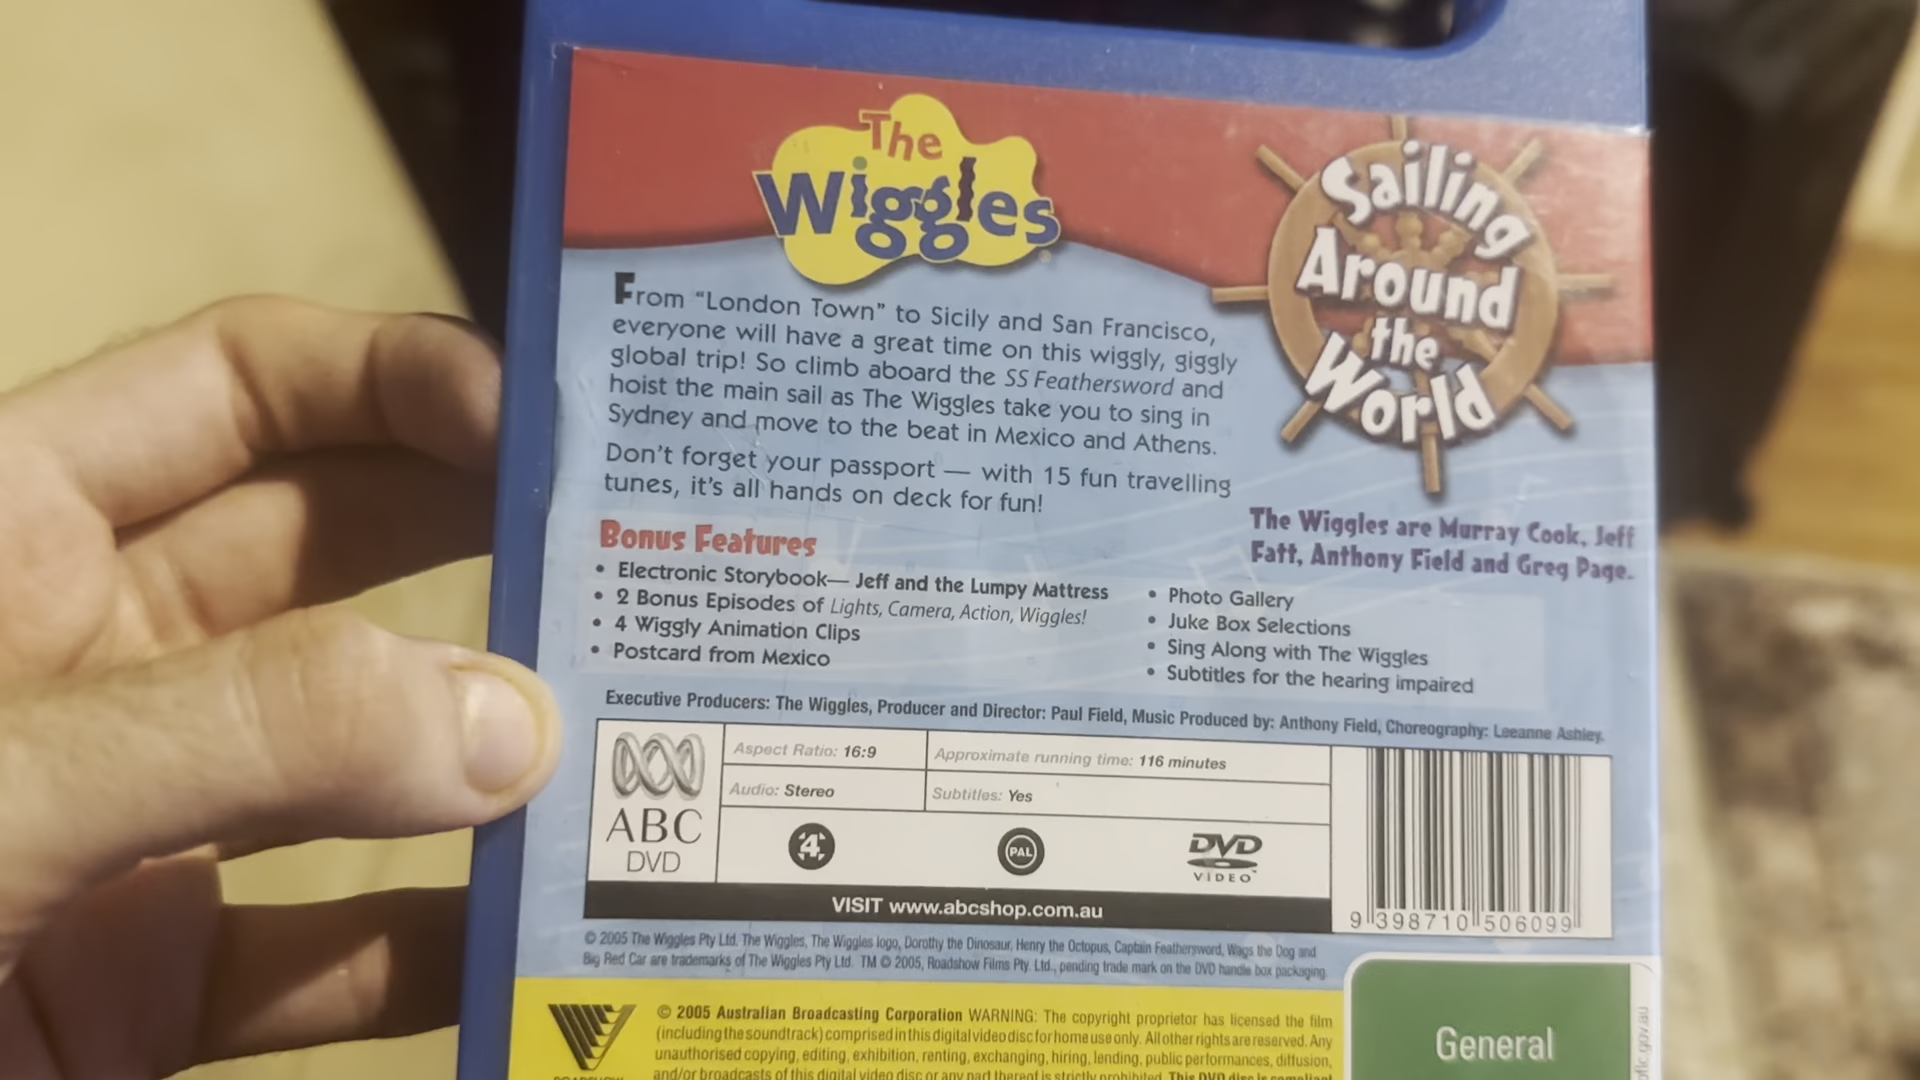 The
Wiggles
®
Sailing
Around
the
World
From “London Town” to Sicily and San Francisco,
everyone will have a great time on this wiggly, giggly
global trip! So climb aboard the SS Feathersword and
hoist the main sail as The Wiggles take you to sing in
Sydney and move to the beat in Mexico and Athens.
Don’t forget your passport — with 15 fun travelling
tunes, it’s all hands on deck for fun!
The Wiggles are Murray Cook, Jeff
Fatt, Anthony Field and Greg Page.
Bonus Features
• Electronic Storybook— Jeff and the Lumpy Mattress
• 2 Bonus Episodes of Lights, Camera, Action, Wiggles!
• 4 Wiggly Animation Clips
• Postcard from Mexico
• Photo Gallery
• Juke Box Selections
• Sing Along with The Wiggles
• Subtitles for the hearing impaired
Executive Producers: The Wiggles, Producer and Director: Paul Field, Music Produced by: Anthony Field, Choreography: Leeanne Ashley.
ABC
DVD
Aspect Ratio: 16:9
Approximate running time: 116 minutes
Audio: Stereo
Subtitles: Yes
4
PAL
DVD
VIDEO
VISIT www.abcshop.com.au
9 398710 506099
© 2005 The Wiggles Pty Ltd. The Wiggles, The Wiggles logo, Dorothy the Dinosaur, Henry the Octopus, Captain Feathersword, Wags the Dog and
Big Red Car are trademarks of The Wiggles Pty Ltd. TM © 2005, Roadshow Films Pty. Ltd., pending trade mark on the DVD handle box packaging.
© 2005 Australian Broadcasting Corporation WARNING: The copyright proprietor has licensed the film
(including the soundtrack) comprised in this digital video disc for home use only. All other rights are reserved. Any
unauthorised copying, editing, exhibition, renting, exchanging, hiring, lending, public performances, diffusion,
and/or broadcasts of this digital video disc or any part thereof is strictly prohibited. This DVD disc is compliant
General